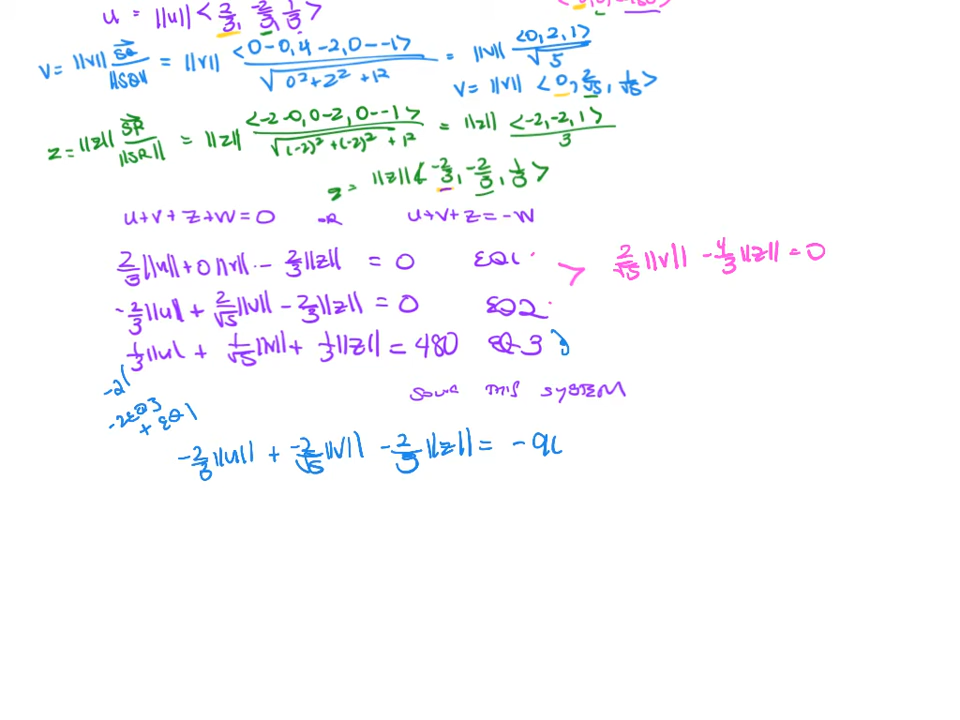 u = ||u|| < 2/3, -2/3, 1/3 >
V = ||V|| SQ/||SQ|| = ||V|| <0-0, 4-2, 0--1> / √(0²+2²+1²) = ||V|| <0, 2, 1>/√5
V = ||V|| < 0, 2/√5, 1/√5 >
z = ||z|| SR/||SR|| = ||z|| <-2-0, 0-2, 0--1> / √((-2)²+(-2)²+1²) = ||z|| <-2, -2, 1>/3
z = ||z|| < -2/3, -2/3, 1/3 >
u+v+z+w=0 or u+v+z=-w
2/3||u|| + 0||v|| - 2/3||z|| = 0 EQ1
-2/3||u|| + 2/√5||v|| - 2/3||z|| = 0 EQ2
> 2/√5||v|| - 4/3||z|| = 0
1/3||u|| + 1/√5||v|| + 1/3||z|| = 480 EQ3
-2(
-2EQ3 + EQ1
SOLVE THIS SYSTEM
-2/3||u|| + -2/√5||v|| - 2/3||z|| = -96